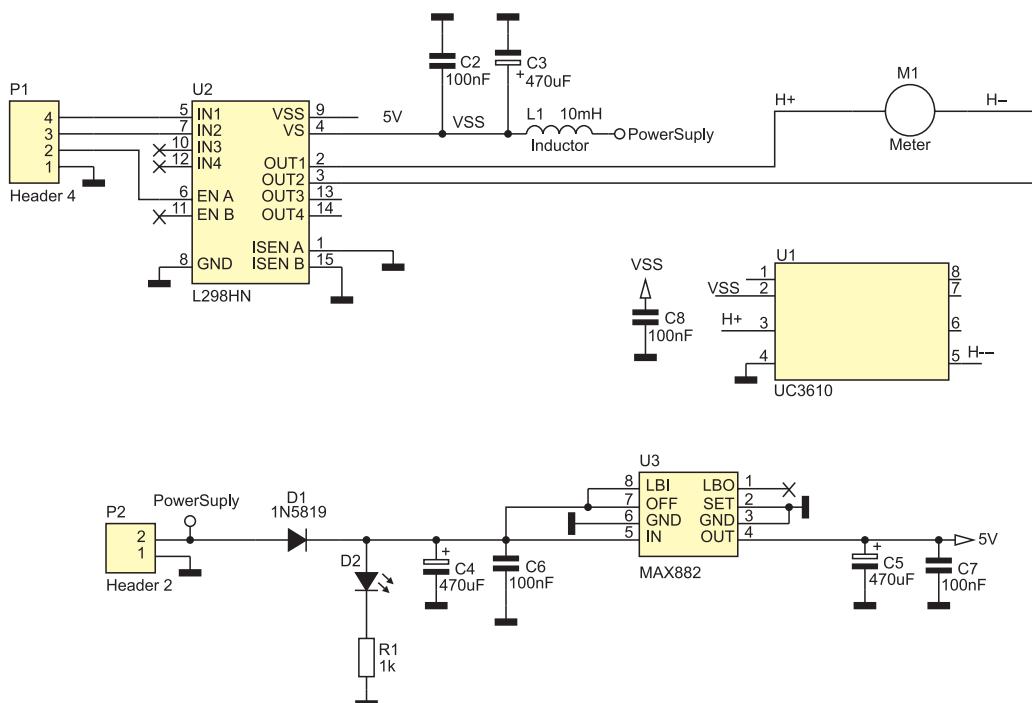 P1
4
3
2
1
Header 4
U2
5 IN1
7 IN2
10 IN3
12 IN4
6 EN A
11 EN B
8 GND
VSS 9
VS 4
OUT1 2
OUT2 3
OUT3 13
OUT4 14
ISEN A 1
ISEN B 15
L298HN
5V
VSS
C2
100nF
+
C3
470uF
L1 10mH
Inductor
PowerSuply
H+
M1
Meter
H-
VSS
C8
100nF
U1
1
VSS 2
H+ 3
4
8
7
6
5 H--
UC3610
PowerSuply
P2
2
1
Header 2
D1
1N5819
D2
R1
1k
+
C4
470uF
C6
100nF
U3
8 LBI
7 OFF
6 GND
5 IN
LBO 1
SET 2
GND 3
OUT 4
MAX882
+
C5
470uF
C7
100nF
5V